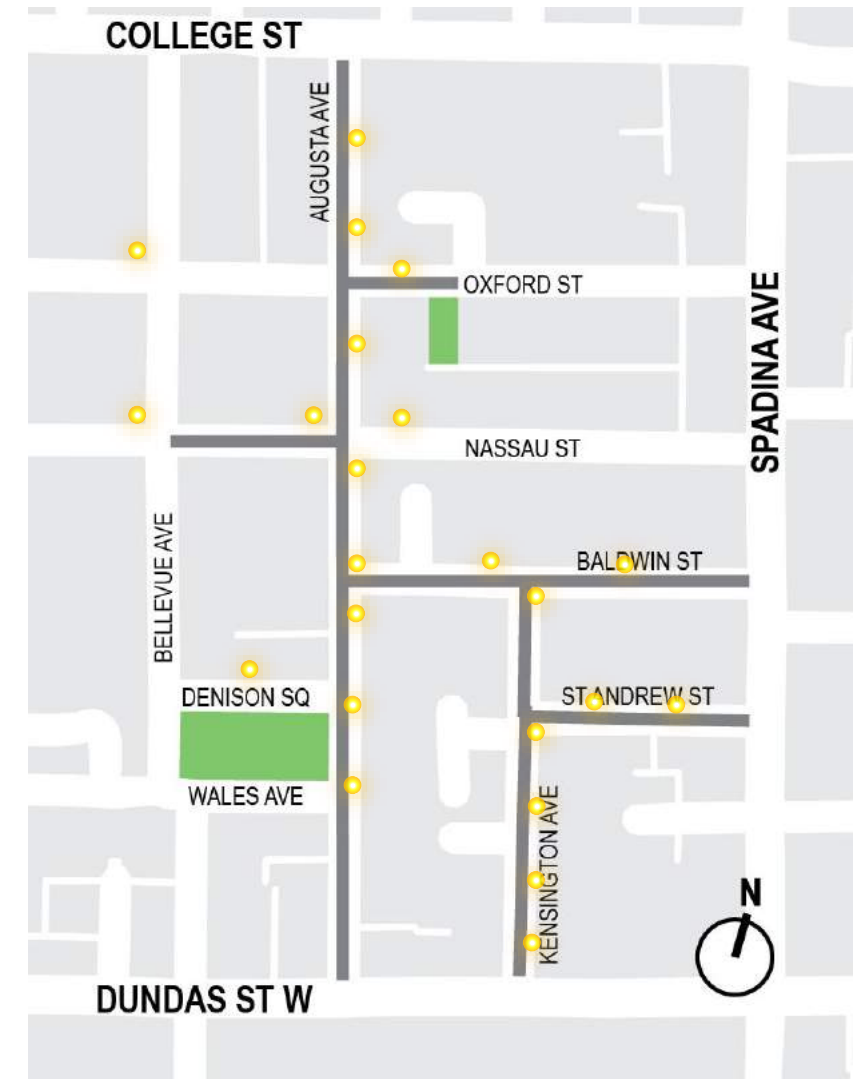 COLLEGE ST
AUGUSTA AVE
OXFORD ST
SPADINA AVE
NASSAU ST
BELLEVUE AVE
BALDWIN ST
DENISON SQ
ST ANDREW ST
WALES AVE
KENSINGTON AVE
N
DUNDAS ST W